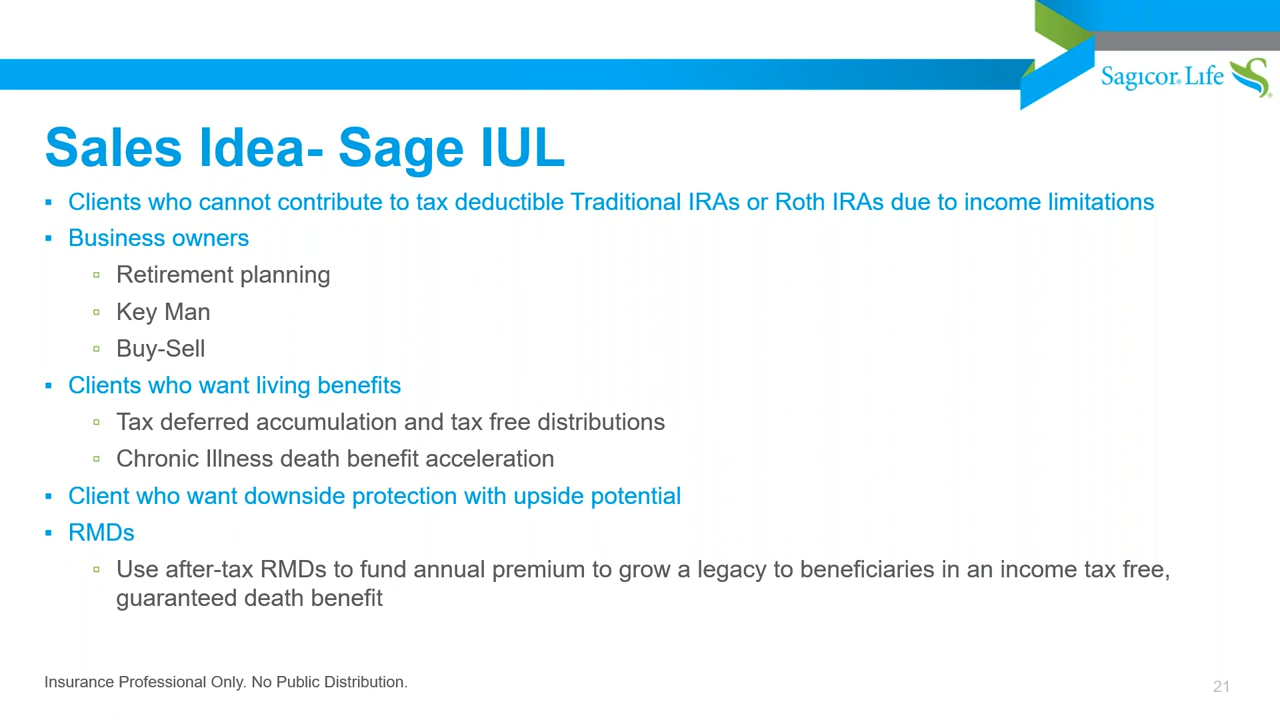 Sagicor Life
Sales Idea- Sage IUL
▪ Clients who cannot contribute to tax deductible Traditional IRAs or Roth IRAs due to income limitations
▪ Business owners
▫ Retirement planning
▫ Key Man
▫ Buy-Sell
▪ Clients who want living benefits
▫ Tax deferred accumulation and tax free distributions
▫ Chronic Illness death benefit acceleration
▪ Client who want downside protection with upside potential
▪ RMDs
▫ Use after-tax RMDs to fund annual premium to grow a legacy to beneficiaries in an income tax free,
guaranteed death benefit
Insurance Professional Only. No Public Distribution.
21